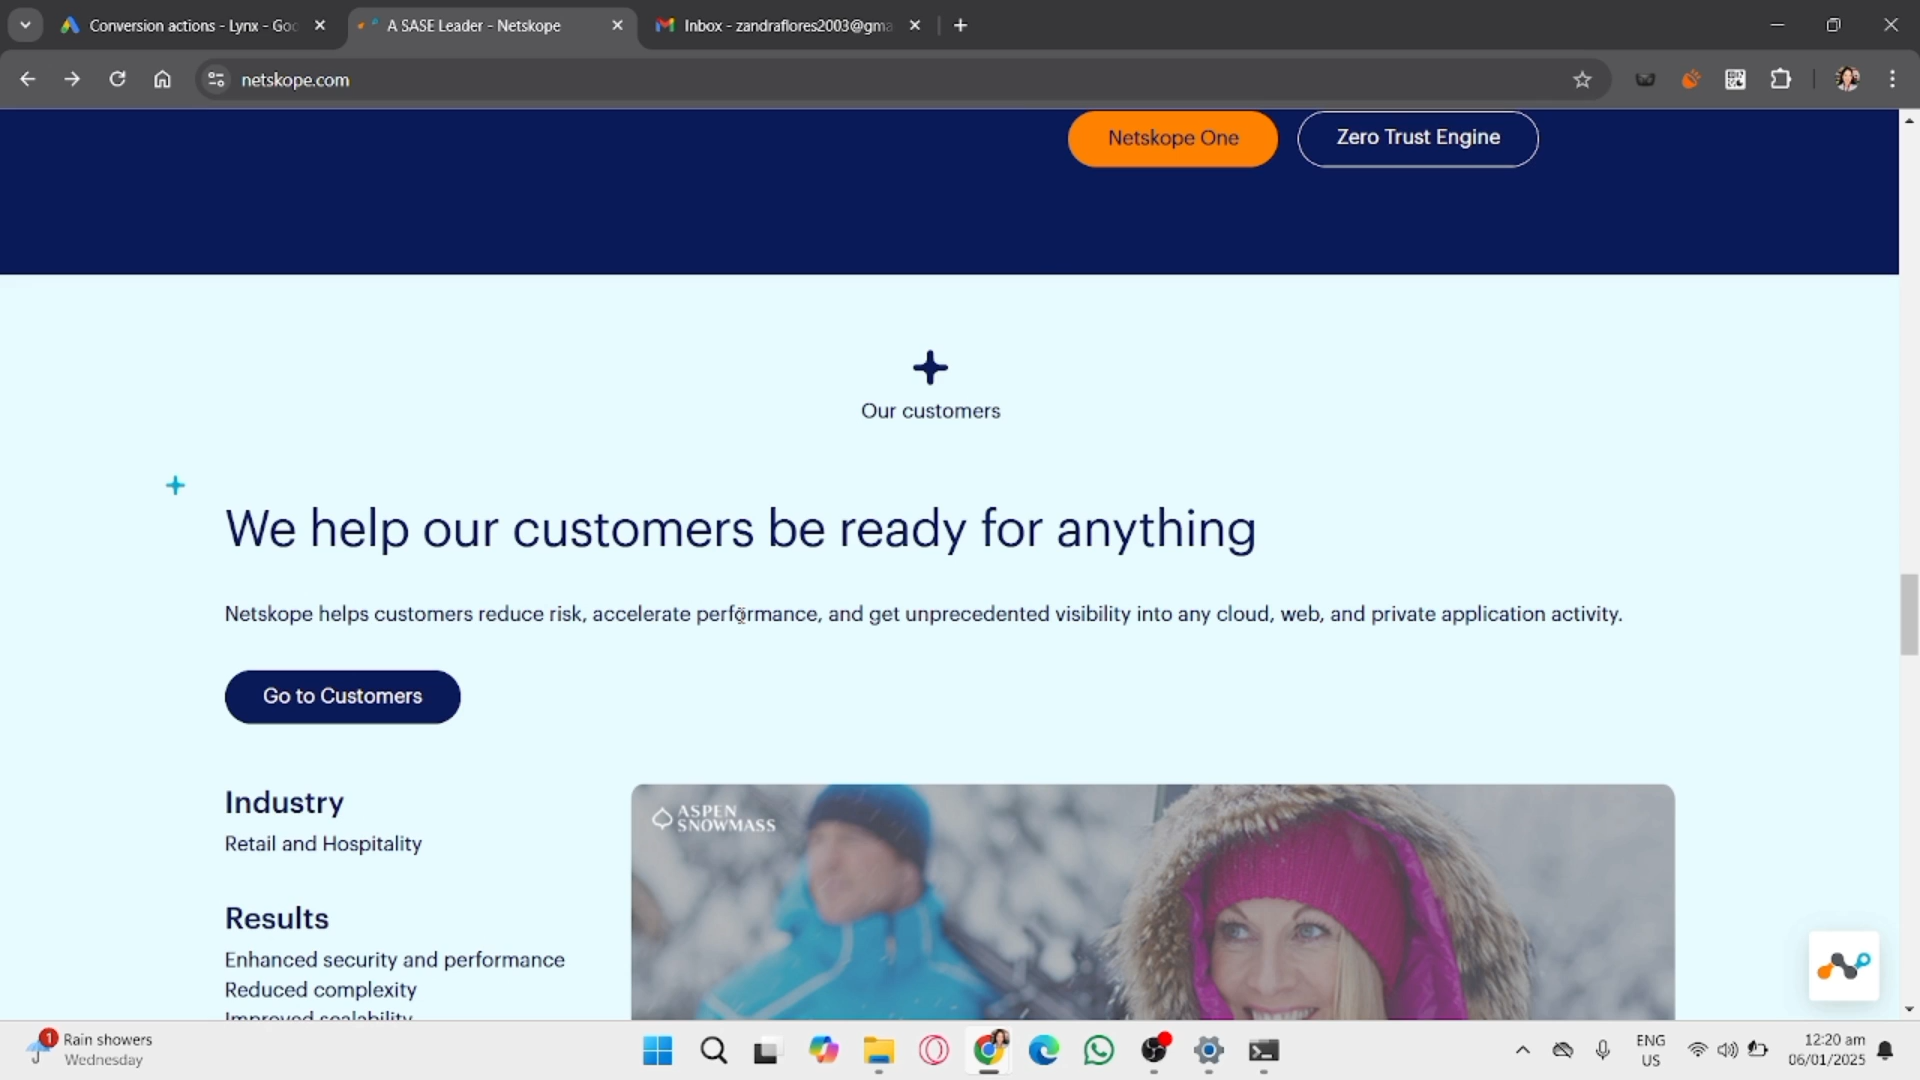 Conversion actions - Lynx - Goo
A SASE Leader - Netskope
Inbox - zandraflores2003@gma
netskope.com
Netskope One
Zero Trust Engine
Our customers
We help our customers be ready for anything
Netskope helps customers reduce risk, accelerate performance, and get unprecedented visibility into any cloud, web, and private application activity.
Go to Customers
Industry
Retail and Hospitality
Results
Enhanced security and performance
Reduced complexity
Improved scalability
ASPEN
SNOWMASS
1
Rain showers
Wednesday
ENG
US
12:20 am
06/01/2025